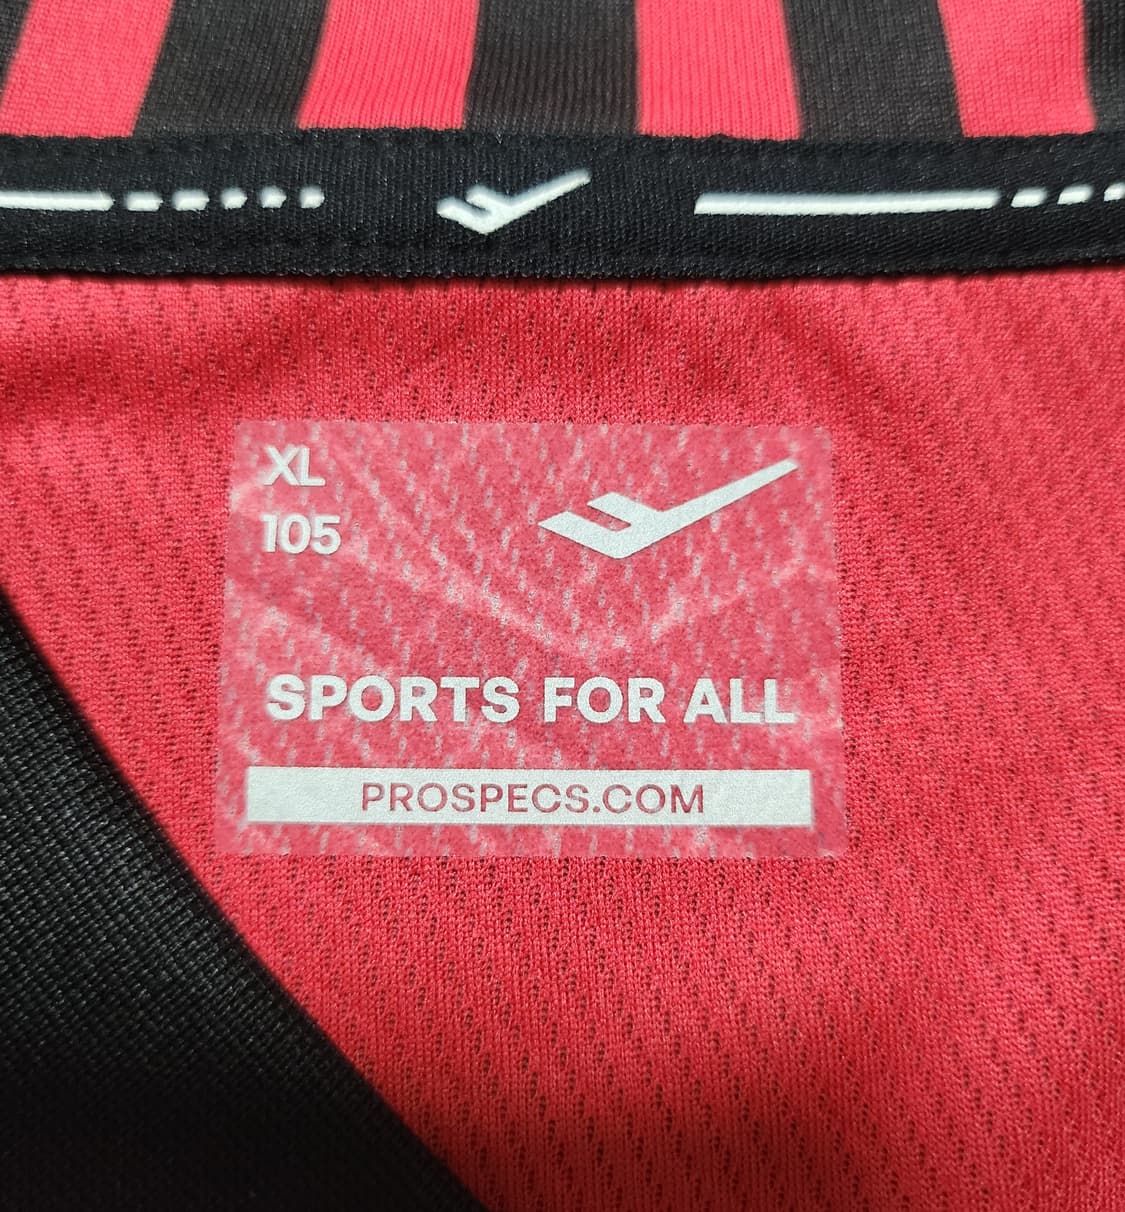 XL
105
SPORTS FOR ALL
PROSPECS.COM